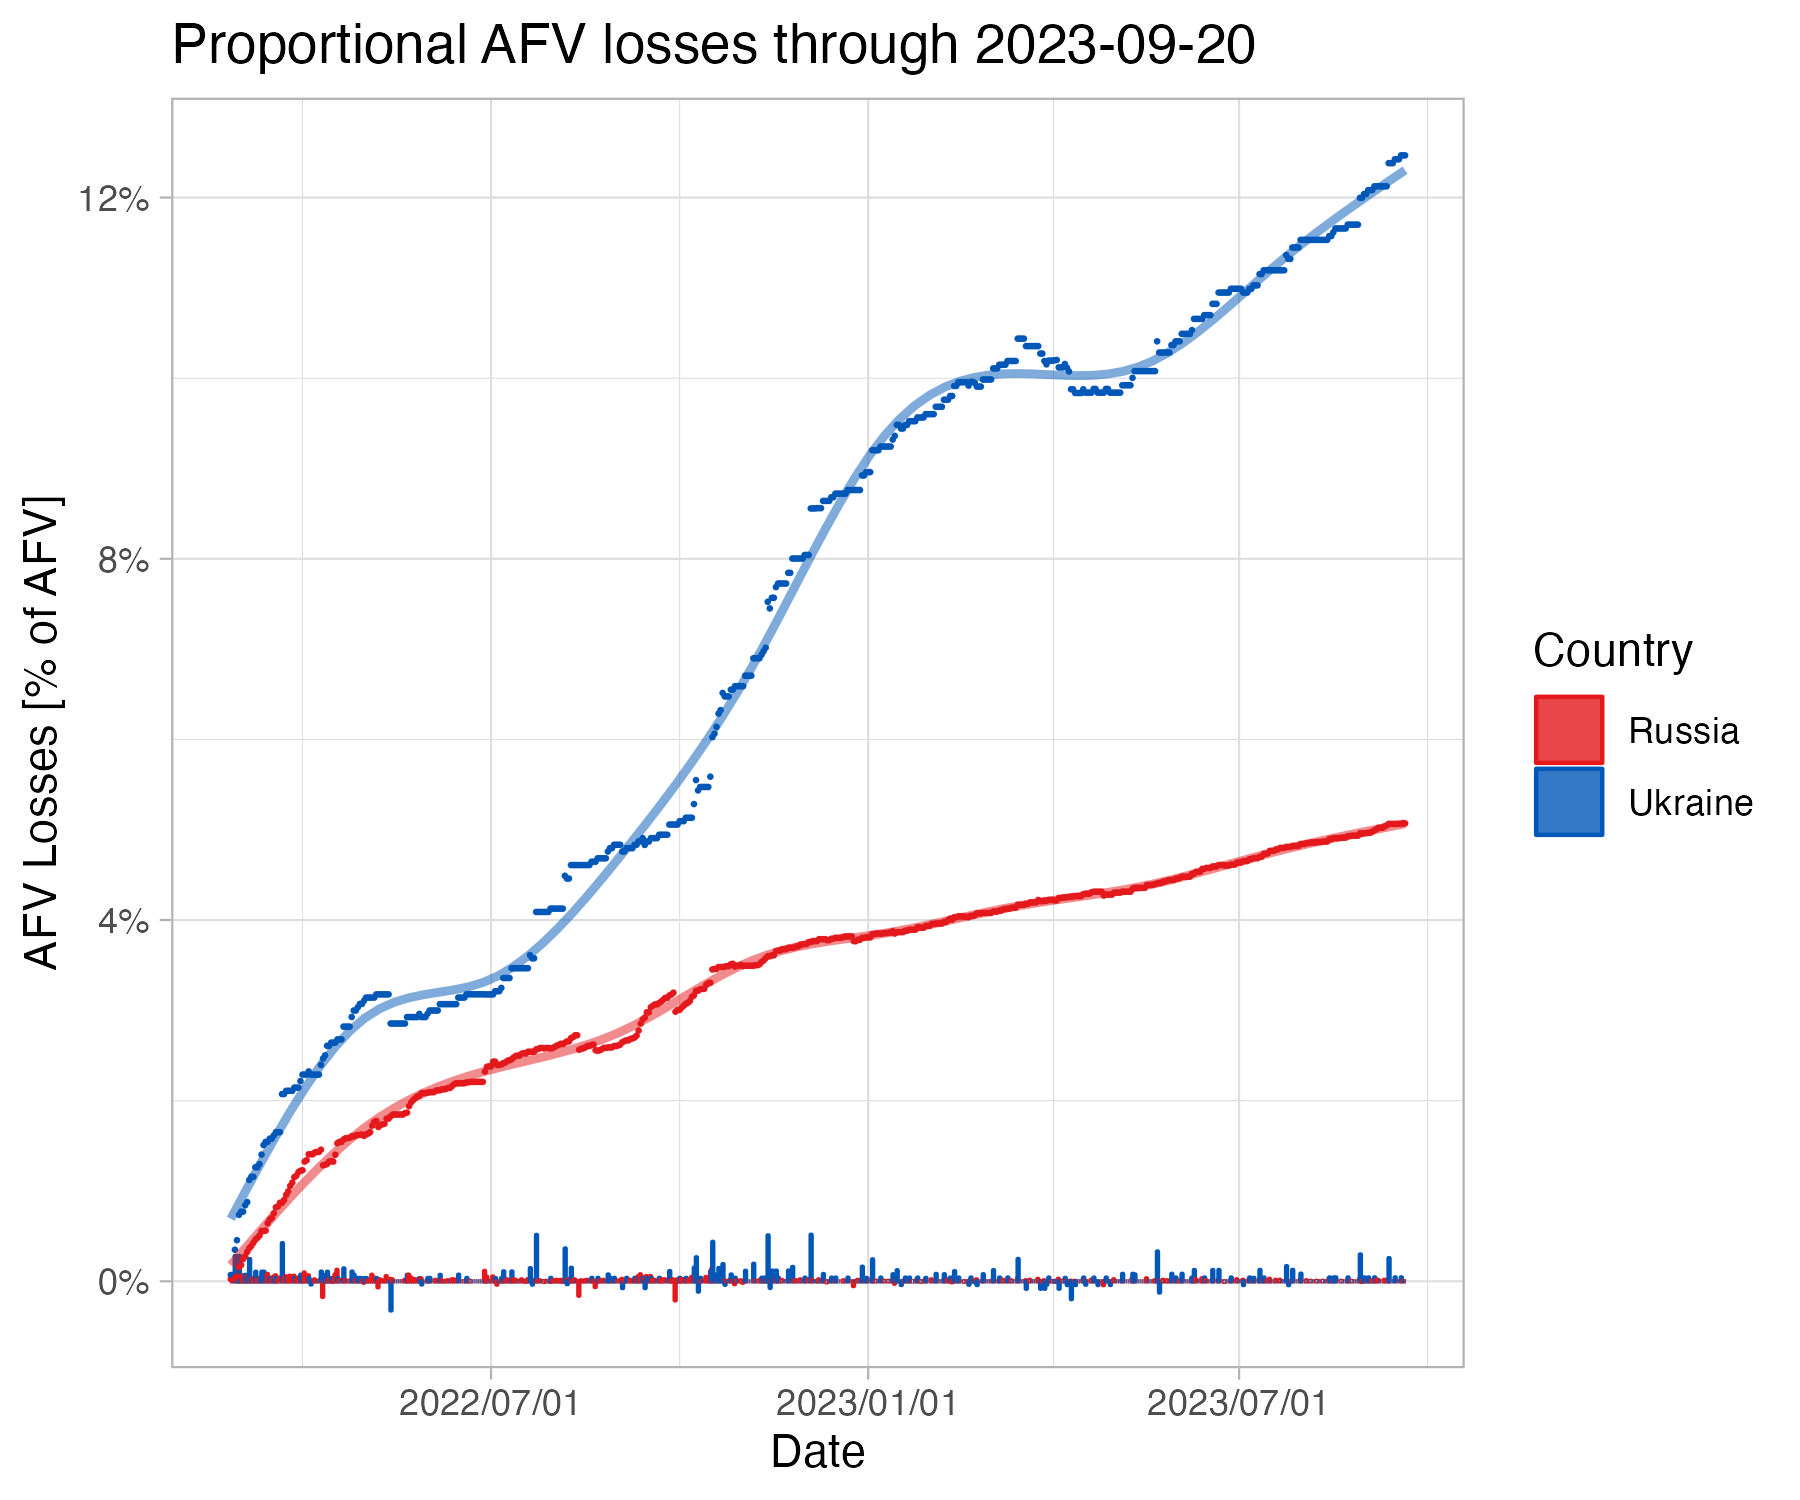 Proportional AFV losses through 2023-09-20
AFV Losses [% of AFV]
12%
8%
4%
0%
2022/07/01
2023/01/01
2023/07/01
Date
Country
Russia
Ukraine